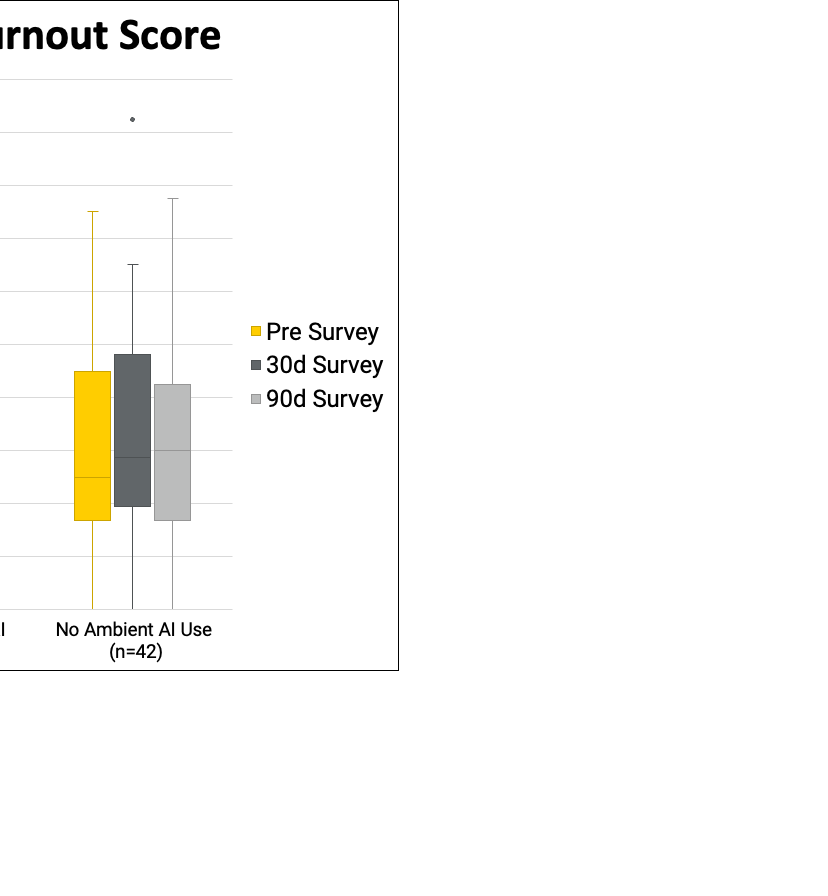 urnout Score
Pre Survey
30d Survey
90d Survey
No Ambient AI Use
(n=42)